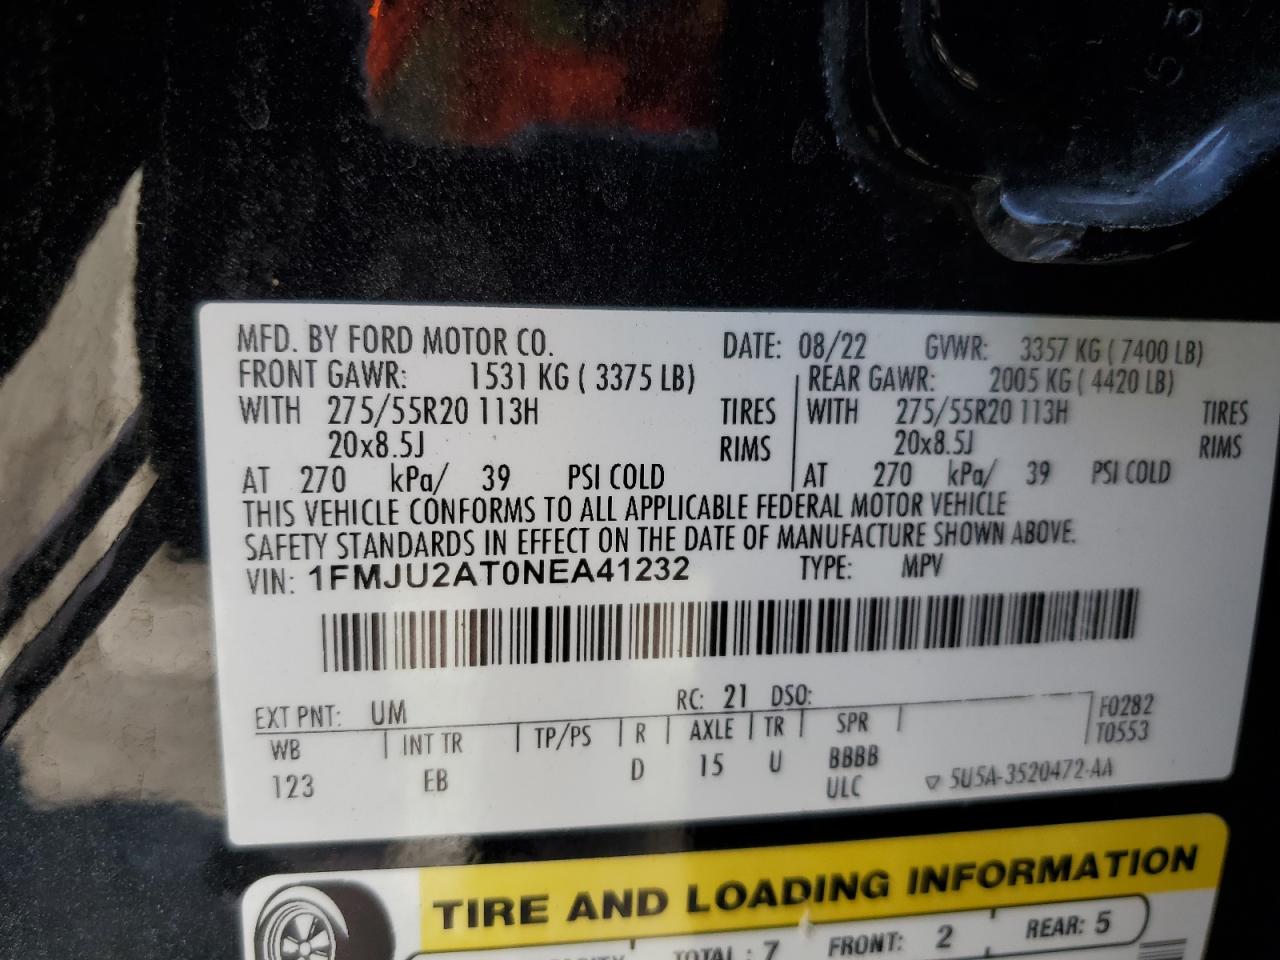 53
MFD. BY FORD MOTOR CO. DATE: 08/22 GVWR: 3357 KG ( 7400 LB)
FRONT GAWR: 1531 KG ( 3375 LB) REAR GAWR: 2005 KG ( 4420 LB)
WITH 275/55R20 113H TIRES WITH 275/55R20 113H TIRES
20x8.5J RIMS 20x8.5J RIMS
AT 270 kPa/ 39 PSI COLD AT 270 kPa/ 39 PSI COLD
THIS VEHICLE CONFORMS TO ALL APPLICABLE FEDERAL MOTOR VEHICLE
SAFETY STANDARDS IN EFFECT ON THE DATE OF MANUFACTURE SHOWN ABOVE.
VIN: 1FMJU2AT0NEA41232 TYPE: MPV
EXT PNT: UM RC: 21 DSO: F0282
WB INT TR TP/PS R AXLE TR SPR T0553
123 EB D 15 U BBBB
ULC 5U5A-3520472-AA
TIRE AND LOADING INFORMATION
TOTAL : 7 FRONT: 2 REAR: 5